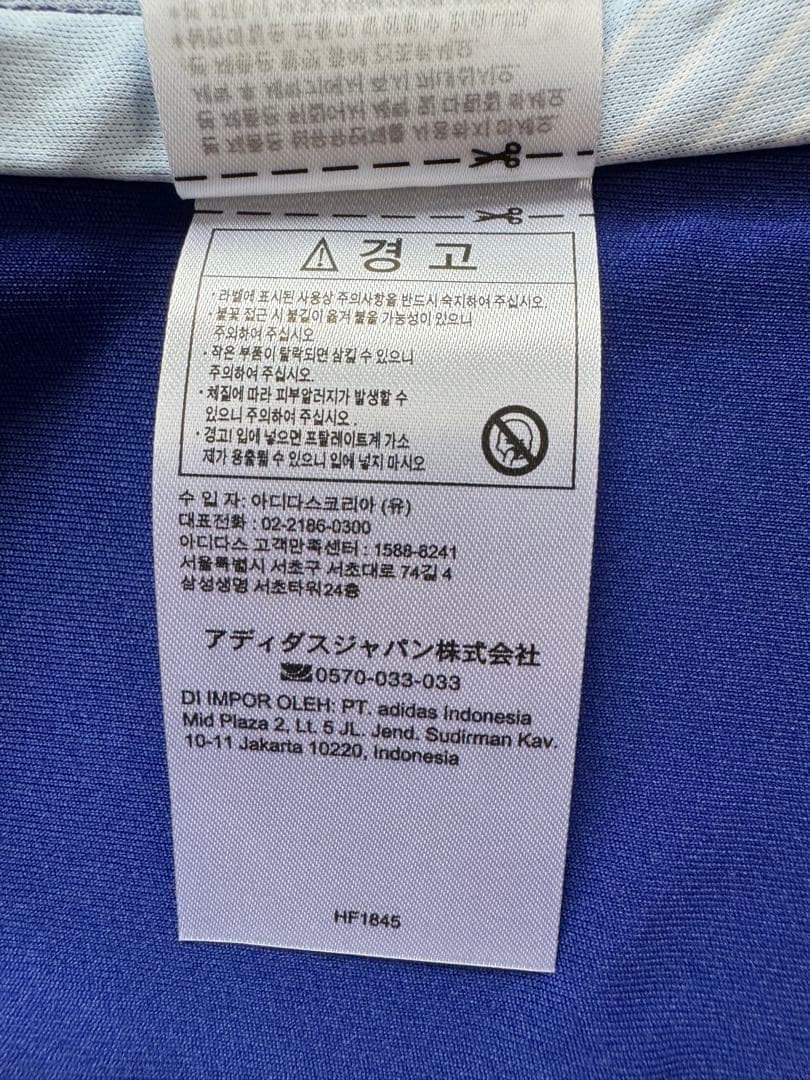 ⚠ 경 고
· 라벨에 표시된 사용상 주의사항을 반드시 숙지하여 주십시오.
· 불꽃 접근 시 불길이 옮겨 붙을 가능성이 있으니
주의하여 주십시오
· 작은 부품이 탈락되면 삼킬 수 있으니
주의하여 주십시오.
· 체질에 따라 피부알러지가 발생할 수
있으니 주의하여 주십시오 .
· 경고! 입에 넣으면 프탈레이트계 가소
제가 용출될 수 있으니 입에 넣지 마시오
수 입 자: 아디다스코리아 (유)
대표전화 : 02-2186-0300
아디다스 고객만족센터 : 1588-8241
서울특별시 서초구 서초대로 74길 4
삼성생명 서초타워24층
アディダスジャパン株式会社
0570-033-033
DI IMPOR OLEH: PT. adidas Indonesia
Mid Plaza 2, Lt. 5 JL. Jend. Sudirman Kav.
10-11 Jakarta 10220, Indonesia
HF1845